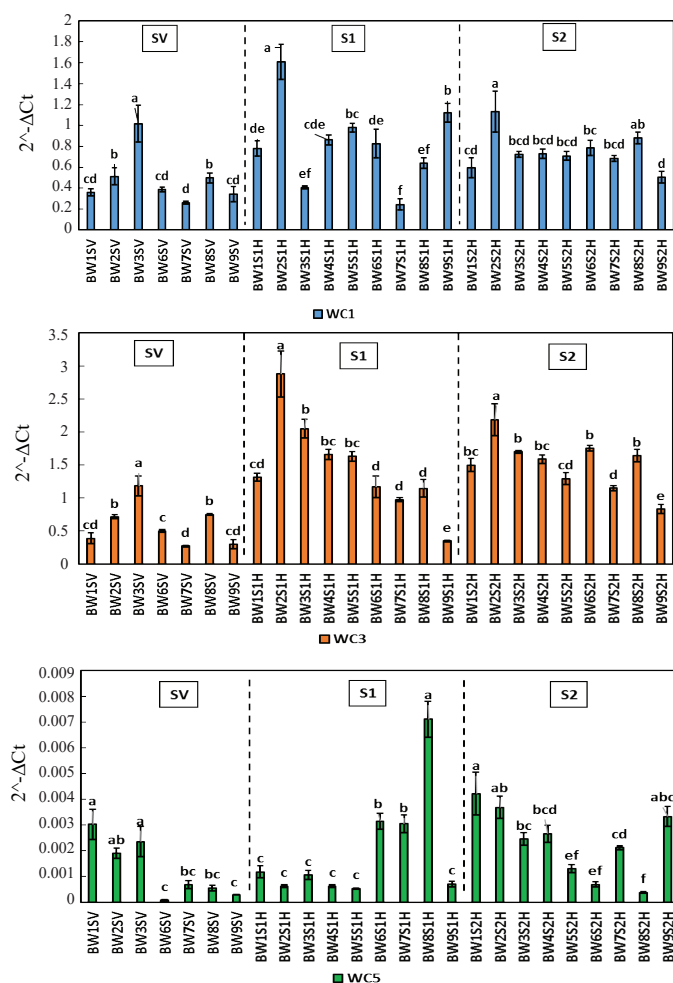 2
1.8
1.6
1.4
1.2
1
0.8
0.6
0.4
0.2
0
2^-ΔCt
SV
S1
S2
cd
b
a
cd
d
b
cd
de
a
ef
cde
bc
de
f
ef
b
cd
a
bcd
bcd
bcd
bc
bcd
ab
d
BW1SV
BW2SV
BW3SV
BW6SV
BW7SV
BW8SV
BW9SV
BW1S1H
BW2S1H
BW3S1H
BW4S1H
BW5S1H
BW6S1H
BW7S1H
BW8S1H
BW9S1H
BW1S2H
BW2S2H
BW3S2H
BW4S2H
BW5S2H
BW6S2H
BW7S2H
BW8S2H
BW9S2H
WC1
3.5
3
2.5
2
1.5
1
0.5
0
2^-ΔCt
SV
S1
S2
cd
b
a
c
d
b
cd
cd
a
b
bc
bc
d
d
d
e
bc
a
b
bc
cd
b
d
b
e
BW1SV
BW2SV
BW3SV
BW6SV
BW7SV
BW8SV
BW9SV
BW1S1H
BW2S1H
BW3S1H
BW4S1H
BW5S1H
BW6S1H
BW7S1H
BW8S1H
BW9S1H
BW1S2H
BW2S2H
BW3S2H
BW4S2H
BW5S2H
BW6S2H
BW7S2H
BW8S2H
BW9S2H
WC3
0.009
0.008
0.007
0.006
0.005
0.004
0.003
0.002
0.001
0
2^-ΔCt
SV
S1
S2
a
ab
a
c
bc
bc
c
c
c
c
c
c
b
b
a
c
a
ab
bc
bcd
ef
ef
cd
f
abc
BW1SV
BW2SV
BW3SV
BW6SV
BW7SV
BW8SV
BW9SV
BW1S1H
BW2S1H
BW3S1H
BW4S1H
BW5S1H
BW6S1H
BW7S1H
BW8S1H
BW9S1H
BW1S2H
BW2S2H
BW3S2H
BW4S2H
BW5S2H
BW6S2H
BW7S2H
BW8S2H
BW9S2H
WC5